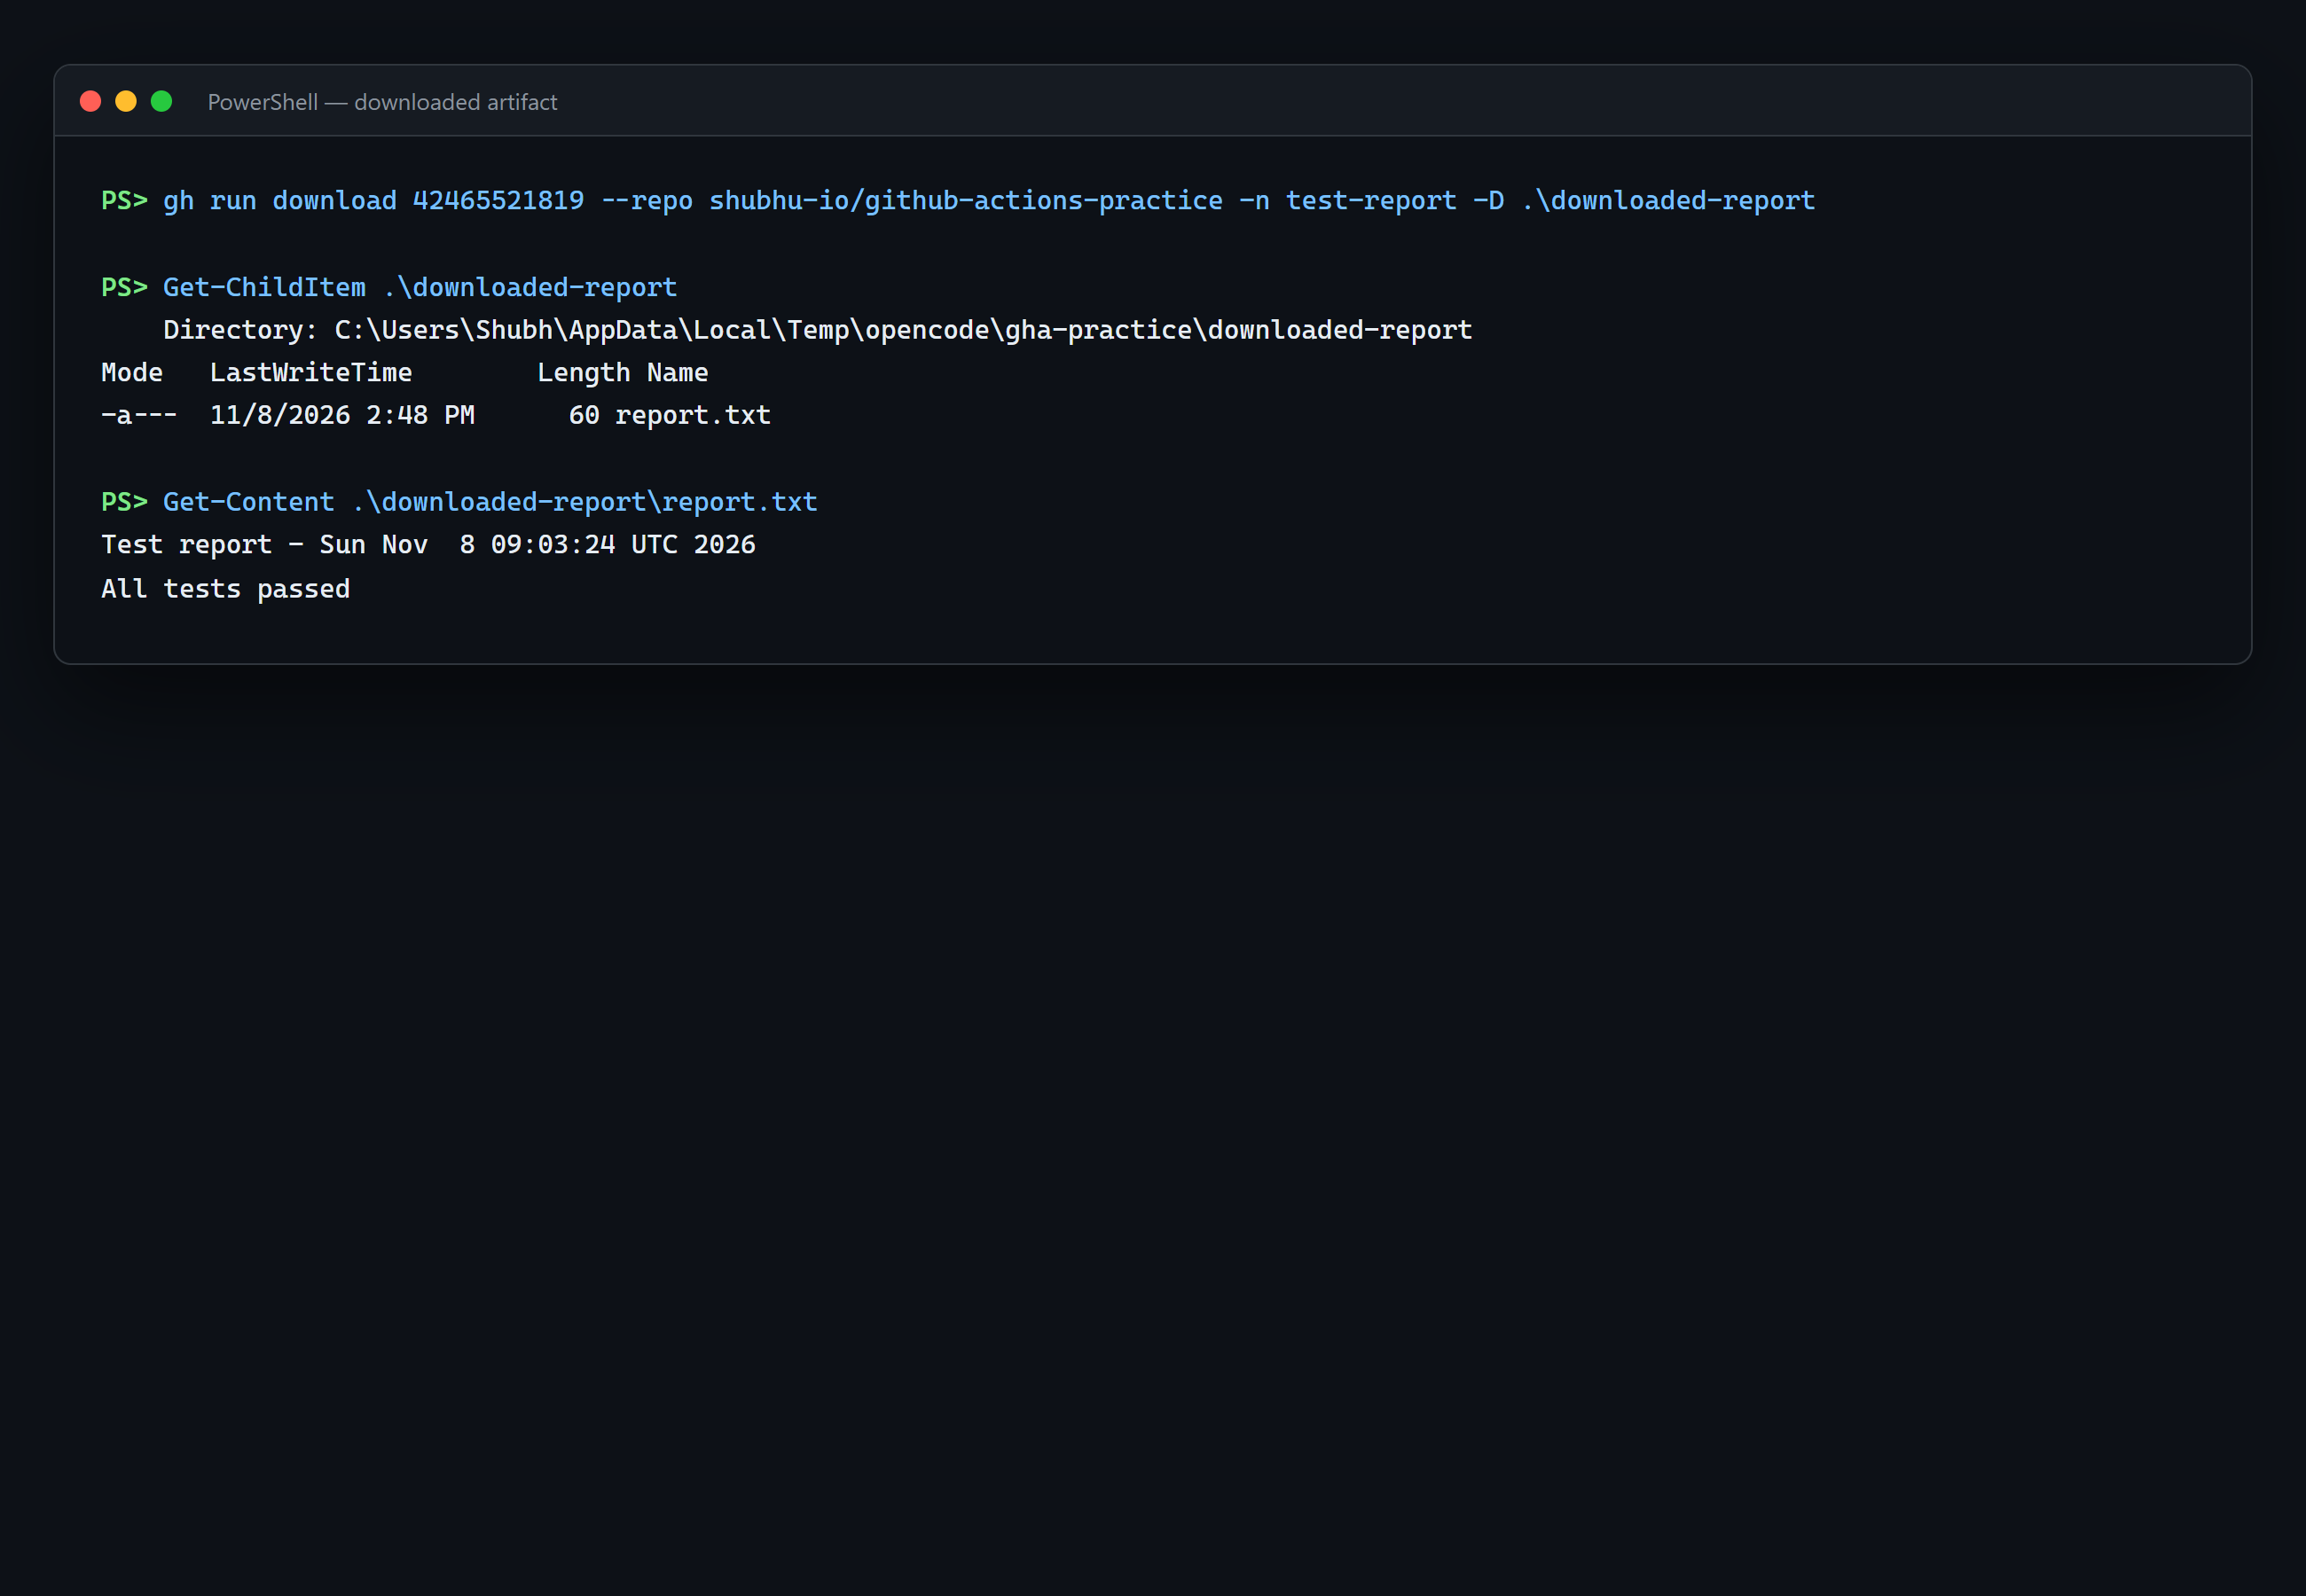 PowerShell — downloaded artifact
PS> gh run download 42465521819 --repo shubhu-io/github-actions-practice -n test-report -D .\downloaded-report
PS> Get-ChildItem .\downloaded-report
    Directory: C:\Users\Shubh\AppData\Local\Temp\opencode\gha-practice\downloaded-report
Mode   LastWriteTime        Length Name
-a---  11/8/2026 2:48 PM      60 report.txt
PS> Get-Content .\downloaded-report\report.txt
Test report - Sun Nov  8 09:03:24 UTC 2026
All tests passed